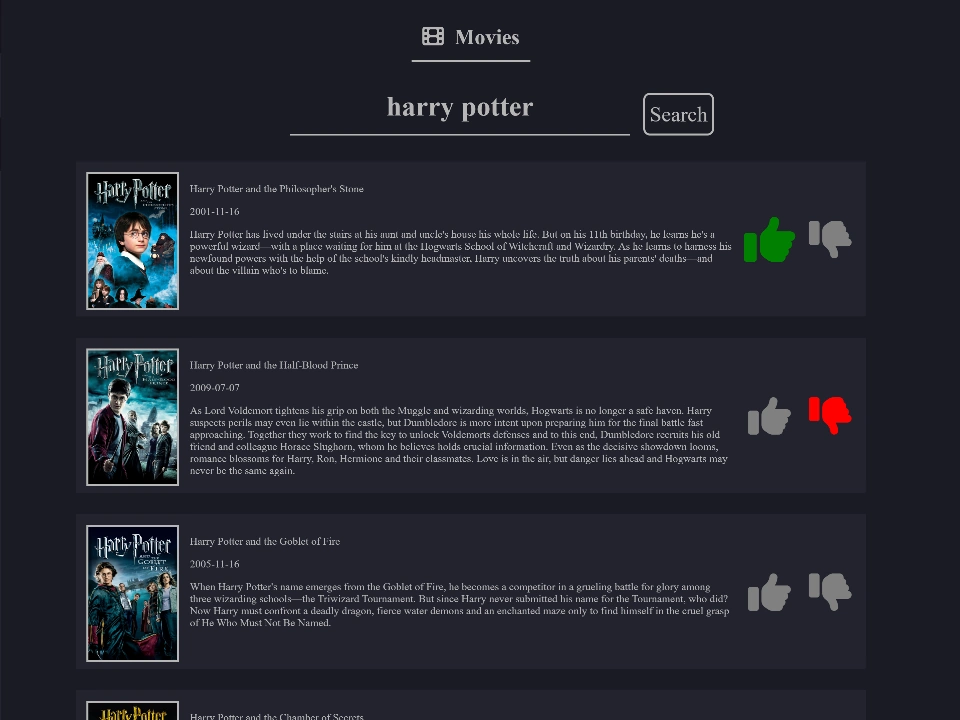 Movies
harry potter
Search
Harry Potter
Harry Potter and the Philosopher's Stone
2001-11-16
Harry Potter has lived under the stairs at his aunt and uncle's house his whole life. But on his 11th birthday, he learns he's a
powerful wizard—with a place waiting for him at the Hogwarts School of Witchcraft and Wizardry. As he learns to harness his
newfound powers with the help of the school's kindly headmaster, Harry uncovers the truth about his parents' deaths—and
about the villain who's to blame.
Harry Potter
Harry Potter and the Half-Blood Prince
2009-07-07
As Lord Voldemort tightens his grip on both the Muggle and wizarding worlds, Hogwarts is no longer a safe haven. Harry
suspects perils may even lie within the castle, but Dumbledore is more intent upon preparing him for the final battle fast
approaching. Together they work to find the key to unlock Voldemorts defenses and to this end, Dumbledore recruits his old
friend and colleague Horace Slughorn, whom he believes holds crucial information. Even as the decisive showdown looms,
romance blossoms for Harry, Ron, Hermione and their classmates. Love is in the air, but danger lies ahead and Hogwarts may
never be the same again.
Harry Potter
AND THE
GOBLET
OF FIRE
Harry Potter and the Goblet of Fire
2005-11-16
When Harry Potter's name emerges from the Goblet of Fire, he becomes a competitor in a grueling battle for glory among
three wizarding schools—the Triwizard Tournament. But since Harry never submitted his name for the Tournament, who did?
Now Harry must confront a deadly dragon, fierce water demons and an enchanted maze only to find himself in the cruel grasp
of He Who Must Not Be Named.
Harry Potter
Harry Potter and the Chamber of Secrets